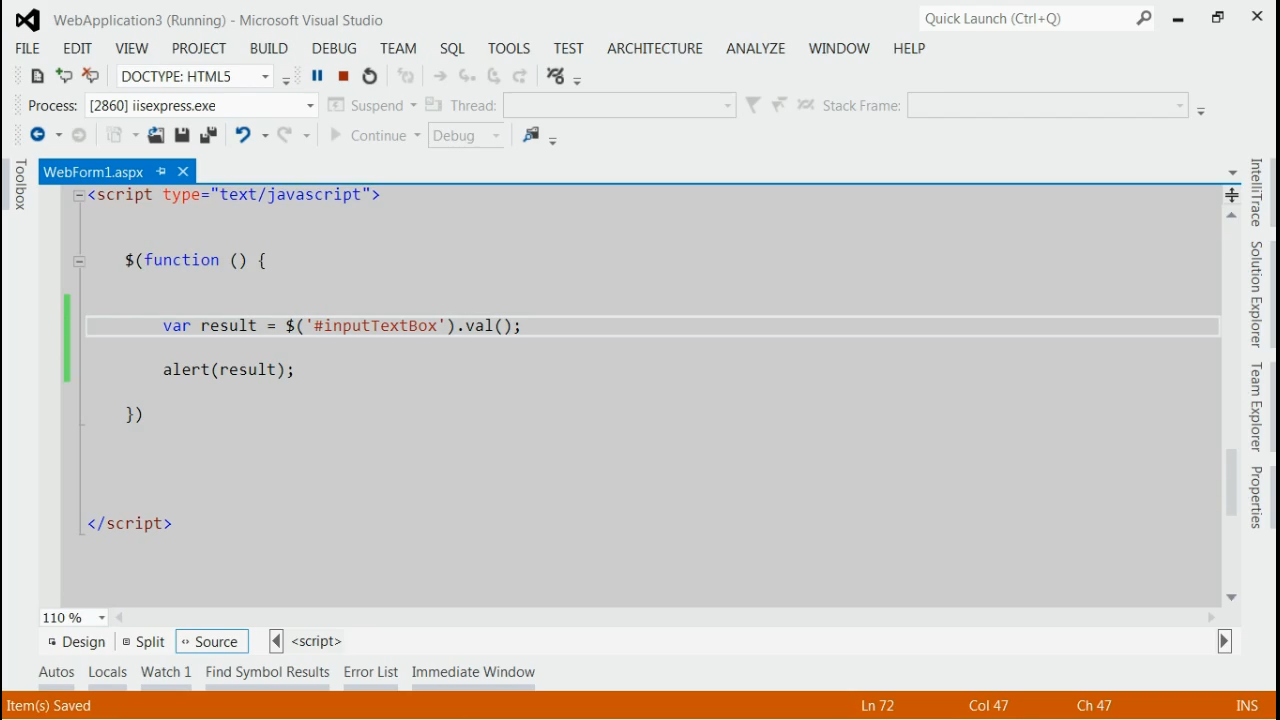 WebApplication3 (Running) - Microsoft Visual Studio
Quick Launch (Ctrl+Q)
FILE EDIT VIEW PROJECT BUILD DEBUG TEAM SQL TOOLS TEST ARCHITECTURE ANALYZE WINDOW HELP
DOCTYPE: HTML5
Process: [2860] iisexpress.exe Suspend Thread: Stack Frame:
Continue Debug
Toolbox
WebForm1.aspx
<script type="text/javascript">
$(function () {
var result = $('#inputTextBox').val();
alert(result);
})
</script>
IntelliTrace
Solution Explorer
Team Explorer
Properties
110 %
Design Split Source <script>
Autos Locals Watch 1 Find Symbol Results Error List Immediate Window
Item(s) Saved Ln 72 Col 47 Ch 47 INS